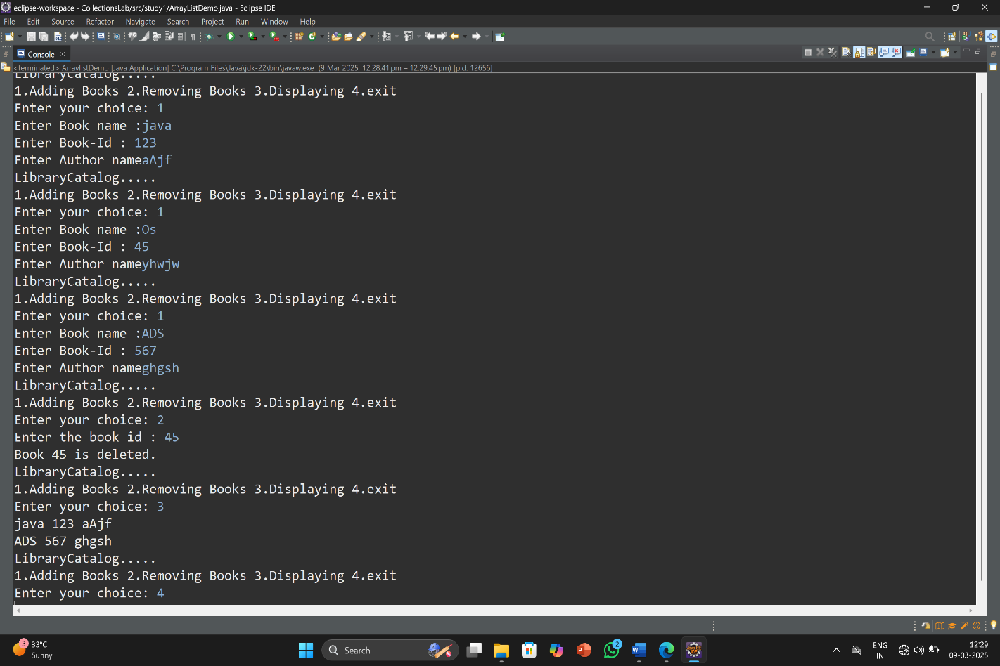 eclipse-workspace - CollectionsLab/src/study1/ArrayListDemo.java - Eclipse IDE
File Edit Source Refactor Navigate Search Project Run Window Help
Console
<terminated> ArraylistDemo [Java Application] C:\Program Files\Java\jdk-22\bin\javaw.exe (9 Mar 2025, 12:28:41 pm – 12:29:45 pm) [pid: 12656]
LibraryCatalog.....
1.Adding Books 2.Removing Books 3.Displaying 4.exit
Enter your choice: 1
Enter Book name :java
Enter Book-Id : 123
Enter Author nameaAjf
LibraryCatalog.....
1.Adding Books 2.Removing Books 3.Displaying 4.exit
Enter your choice: 1
Enter Book name :Os
Enter Book-Id : 45
Enter Author nameyhwjw
LibraryCatalog.....
1.Adding Books 2.Removing Books 3.Displaying 4.exit
Enter your choice: 1
Enter Book name :ADS
Enter Book-Id : 567
Enter Author nameghgsh
LibraryCatalog.....
1.Adding Books 2.Removing Books 3.Displaying 4.exit
Enter your choice: 2
Enter the book id : 45
Book 45 is deleted.
LibraryCatalog.....
1.Adding Books 2.Removing Books 3.Displaying 4.exit
Enter your choice: 3
java 123 aAjf
ADS 567 ghgsh
LibraryCatalog.....
1.Adding Books 2.Removing Books 3.Displaying 4.exit
Enter your choice: 4
3
33°C
Sunny
Search
2
ENG
IN
12:29
09-03-2025